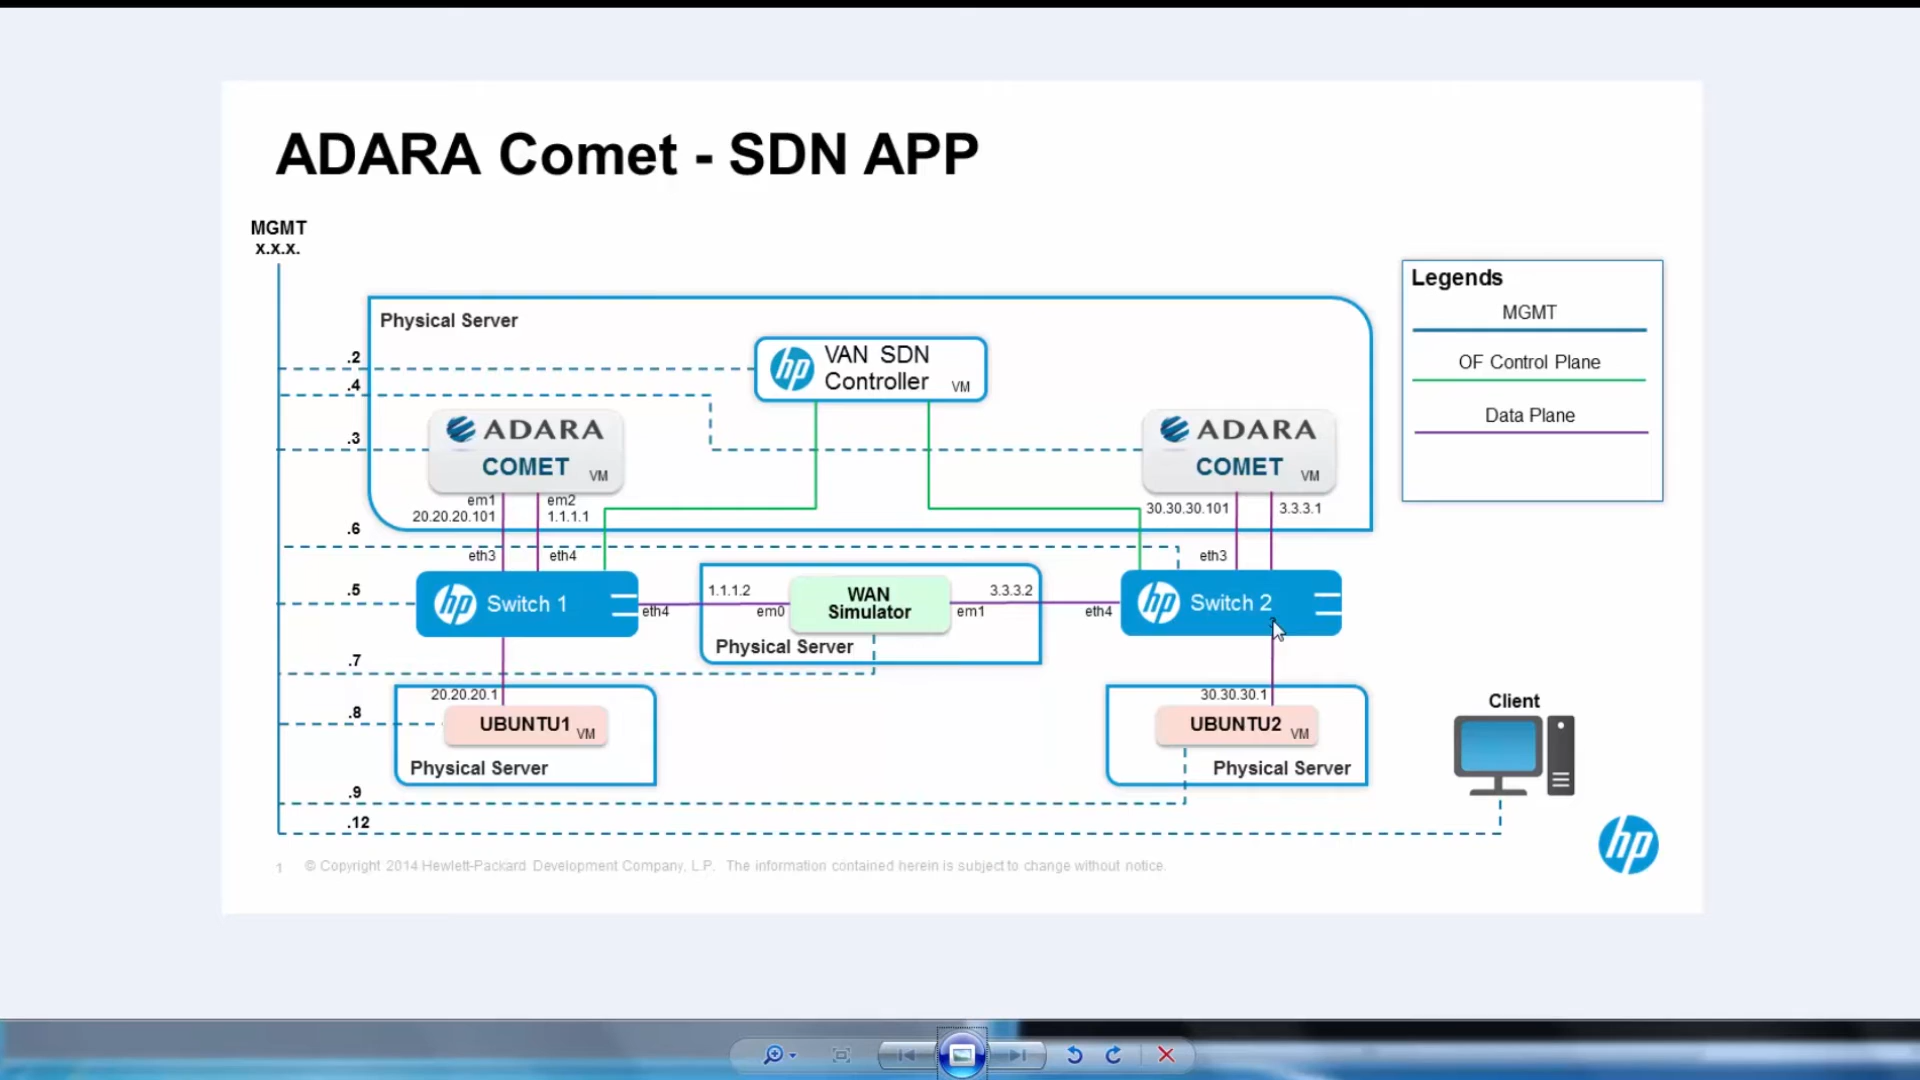 ADARA Comet - SDN APP
MGMT
x.x.x.
Legends
MGMT
OF Control Plane
Data Plane
Physical Server
.2
hp
VAN SDN
Controller
VM
.4
.3
ADARA
COMET
VM
ADARA
COMET
VM
em1
em2
20.20.20.101
1.1.1.1
30.30.30.101
3.3.3.1
.6
eth3
eth4
eth3
.5
hp
Switch 1
eth4
1.1.1.2
em0
WAN
Simulator
3.3.3.2
em1
Physical Server
eth4
hp
Switch 2
.7
20.20.20.1
30.30.30.1
.8
UBUNTU1
VM
Physical Server
UBUNTU2
VM
Physical Server
Client
.9
.12
hp
1 © Copyright 2014 Hewlett-Packard Development Company, L.P. The information contained herein is subject to change without notice.